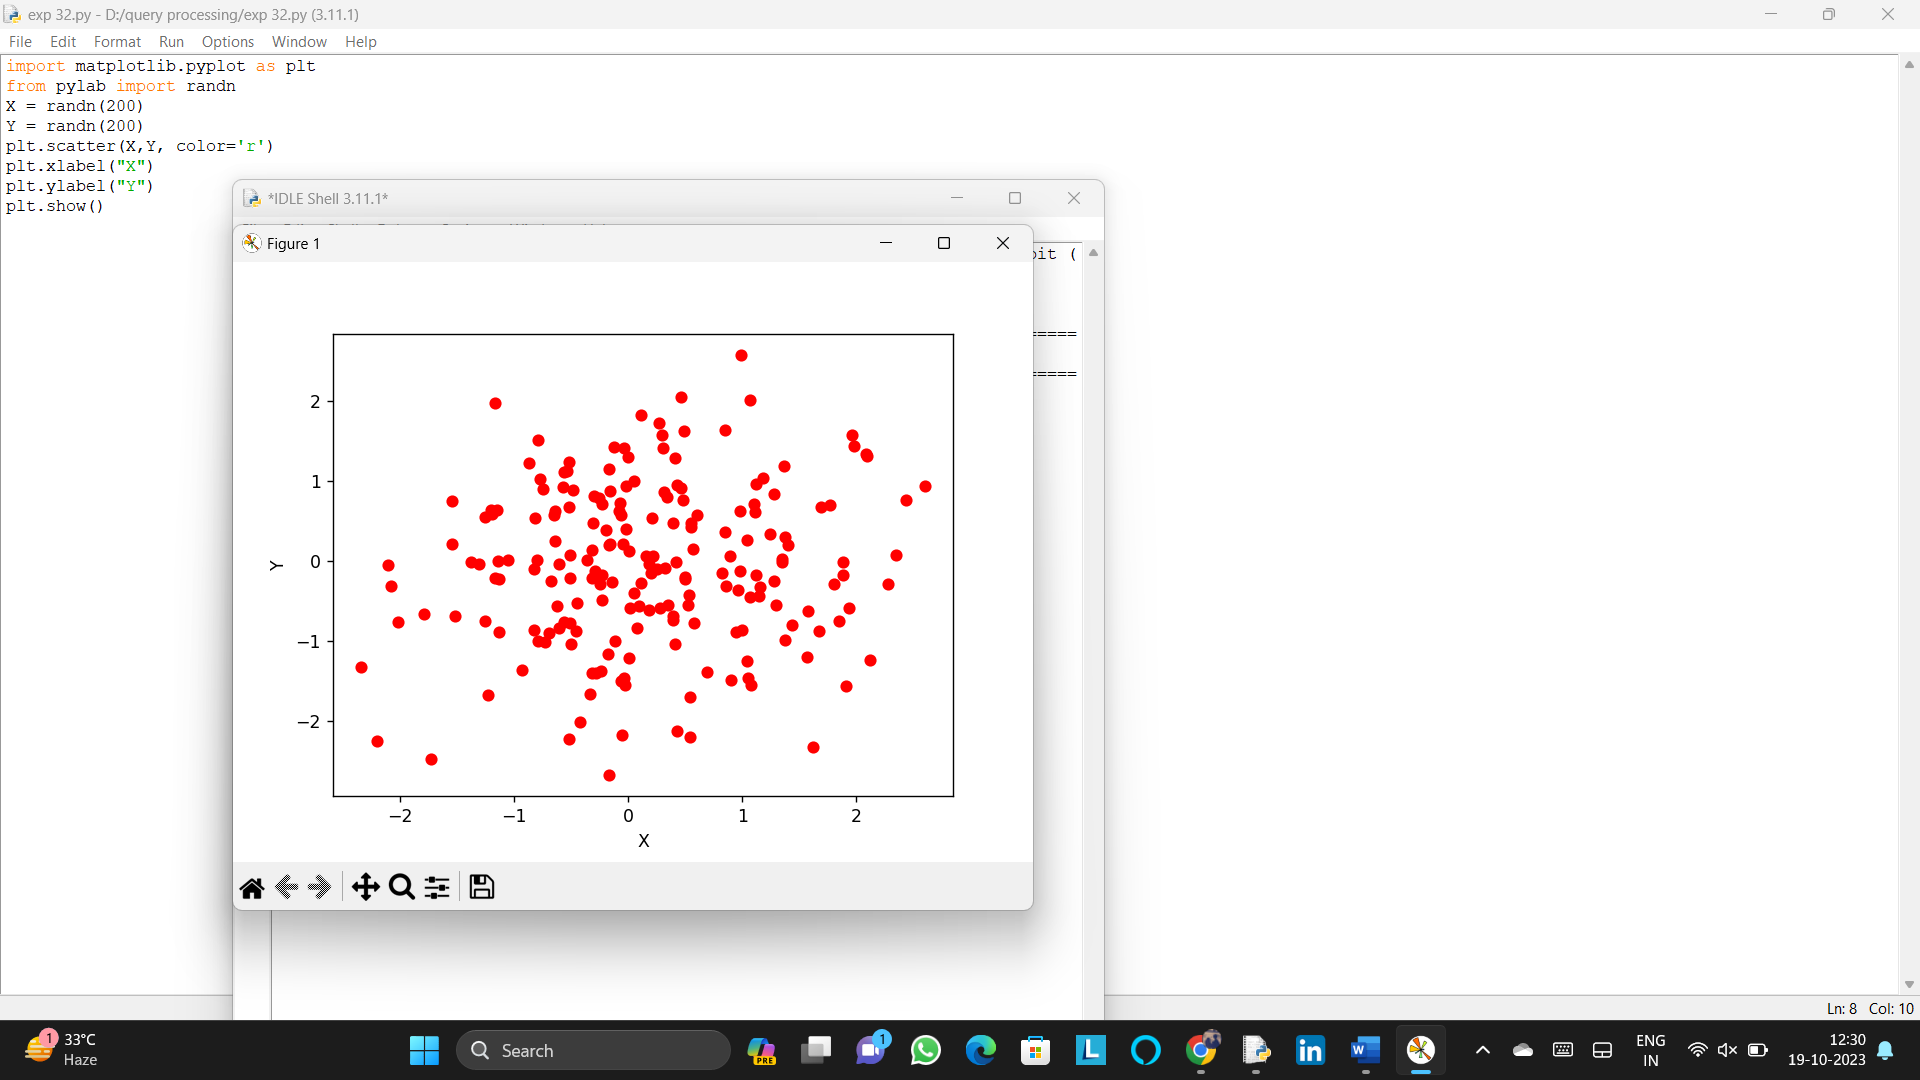 exp 32.py - D:/query processing/exp 32.py (3.11.1)
File Edit Format Run Options Window Help
import matplotlib.pyplot as plt
from pylab import randn
X = randn(200)
Y = randn(200)
plt.scatter(X,Y, color='r')
plt.xlabel("X")
plt.ylabel("Y")
plt.show()
*IDLE Shell 3.11.1*
Figure 1
(
=====
=====
2
1
0
−1
−2
Y
−2 −1 0 1 2
X
Ln: 8 Col: 10
1
33°C
Haze
Search
PRE
1
L
in
W
ENG
IN
12:30
19-10-2023